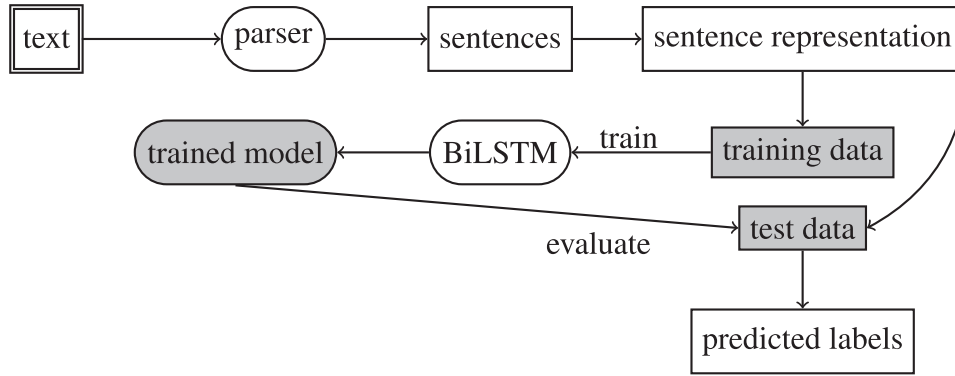 text
parser
sentences
sentence representation
trained model
BiLSTM
train
training data
test data
evaluate
predicted labels